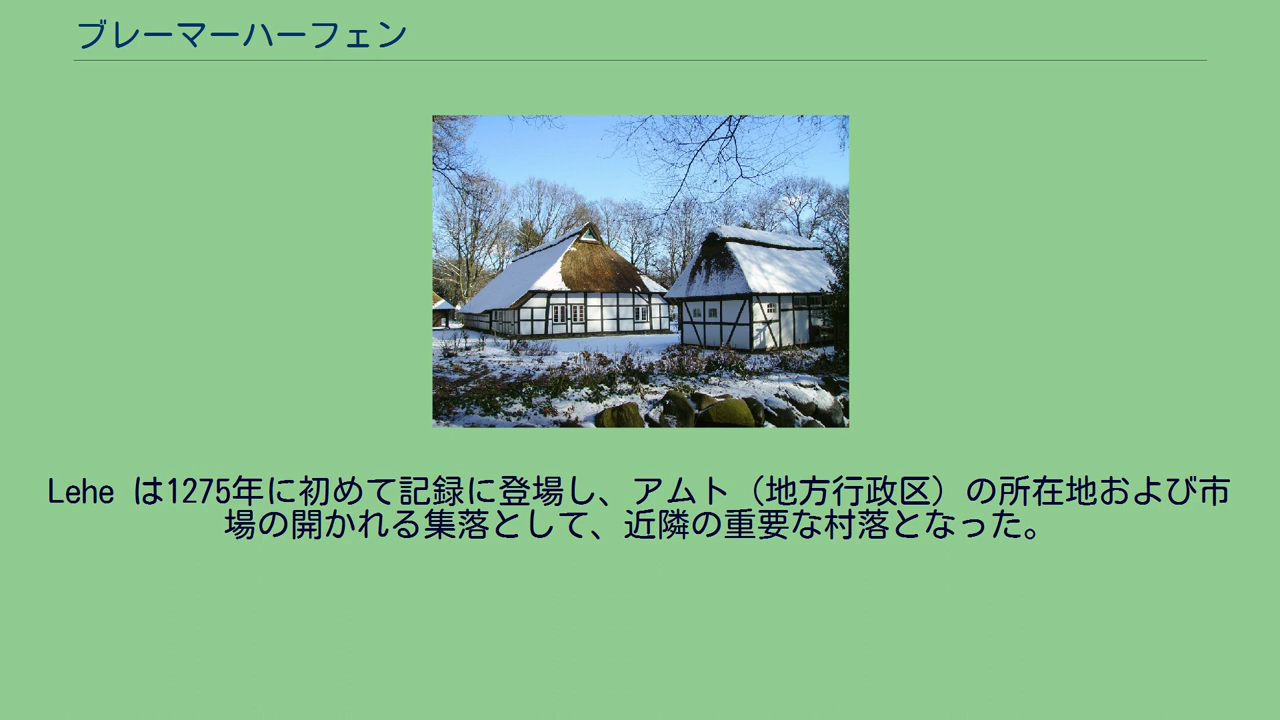 ブレーマーハーフェン
Lehe は1275年に初めて記録に登場し、アムト（地方行政区）の所在地および市
場の開かれる集落として、近隣の重要な村落となった。